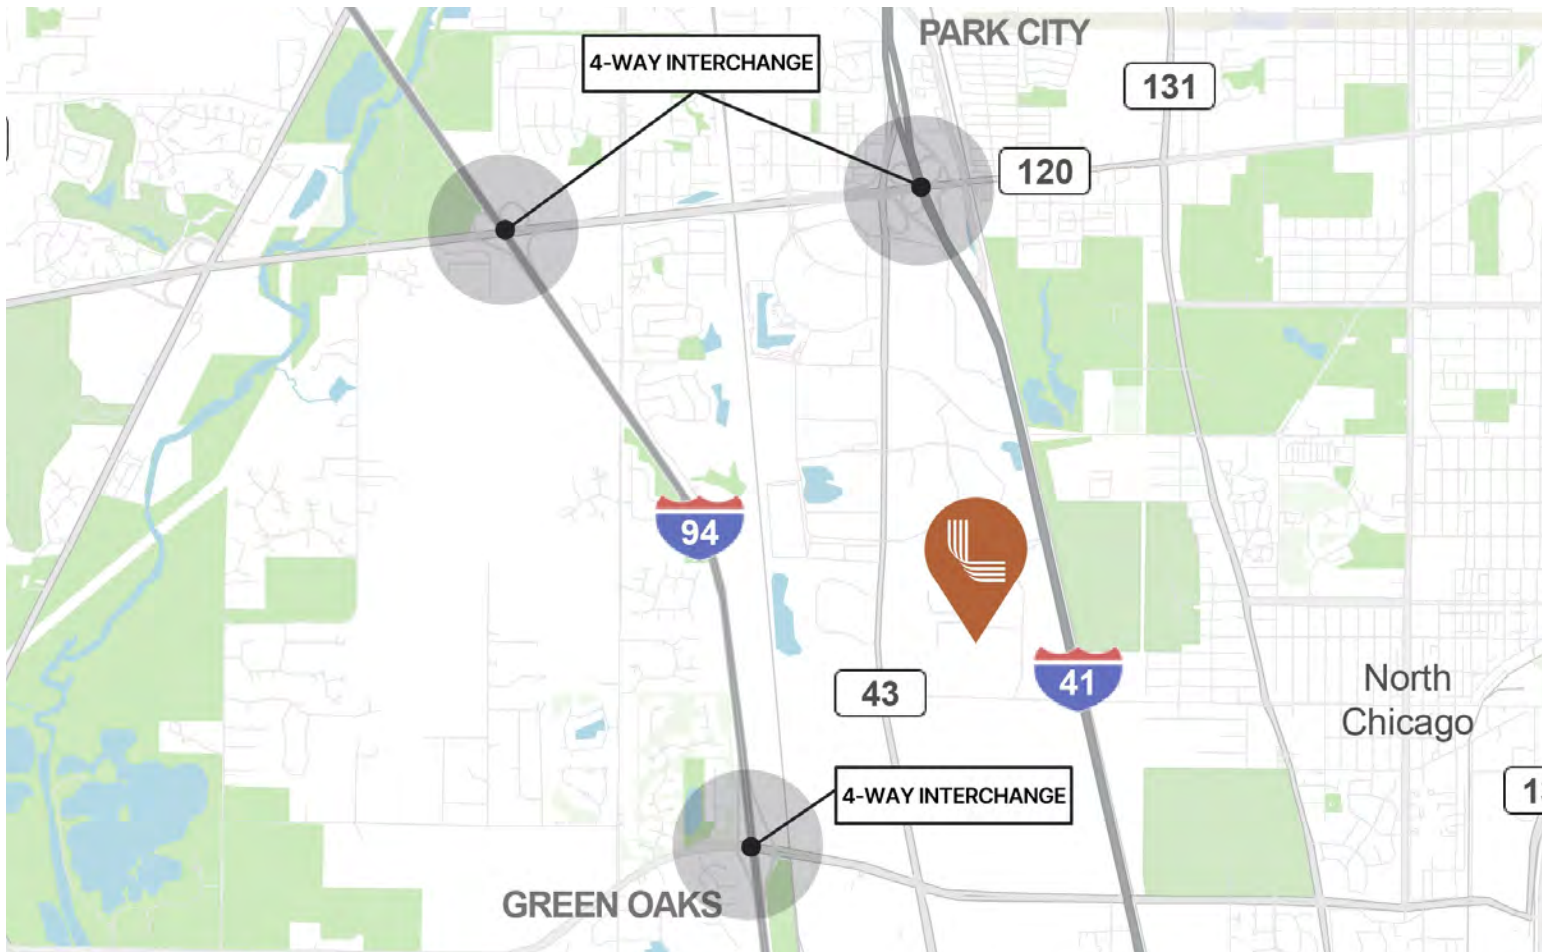 PARK CITY
4-WAY INTERCHANGE
131
120
94
43
41
North
Chicago
4-WAY INTERCHANGE
GREEN OAKS